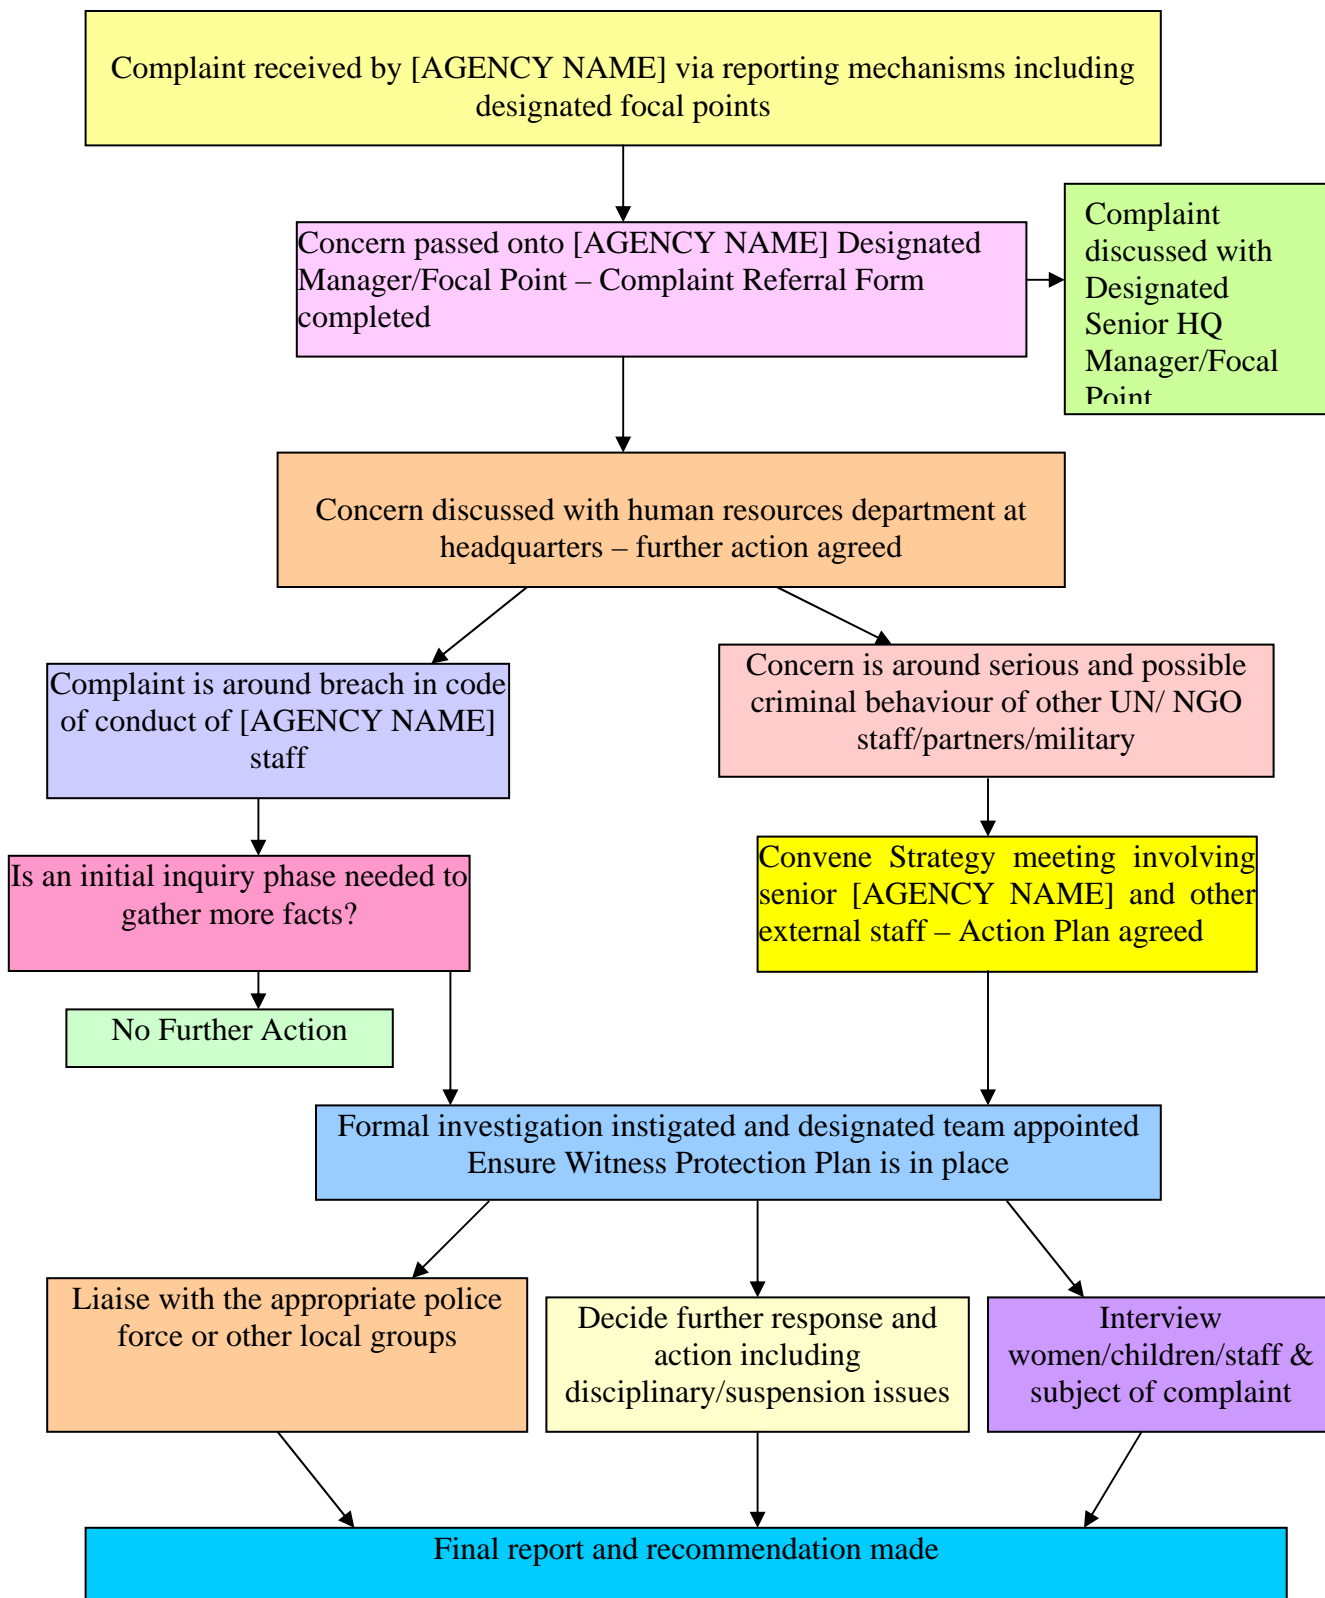 Complaint received by [AGENCY NAME] via reporting mechanisms including
designated focal points
Concern passed onto [AGENCY NAME] Designated
Manager/Focal Point – Complaint Referral Form
completed
Complaint
discussed with
Designated
Senior HQ
Manager/Focal
Point
Concern discussed with human resources department at
headquarters – further action agreed
Complaint is around breach in code
of conduct of [AGENCY NAME]
staff
Concern is around serious and possible
criminal behaviour of other UN/ NGO
staff/partners/military
Is an initial inquiry phase needed to
gather more facts?
Convene Strategy meeting involving
senior [AGENCY NAME] and other
external staff – Action Plan agreed
No Further Action
Formal investigation instigated and designated team appointed
Ensure Witness Protection Plan is in place
Liaise with the appropriate police
force or other local groups
Decide further response and
action including
disciplinary/suspension issues
Interview
women/children/staff &
subject of complaint
Final report and recommendation made